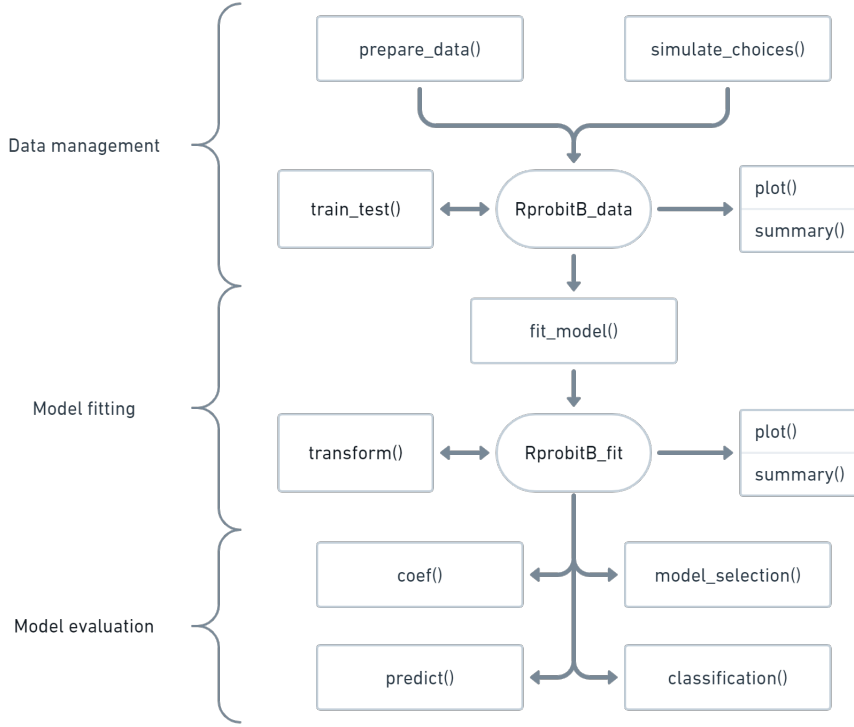 prepare_data()
simulate_choices()
Data management
train_test()
RprobitB_data
plot()
summary()
fit_model()
Model fitting
transform()
RprobitB_fit
plot()
summary()
coef()
model_selection()
Model evaluation
predict()
classification()